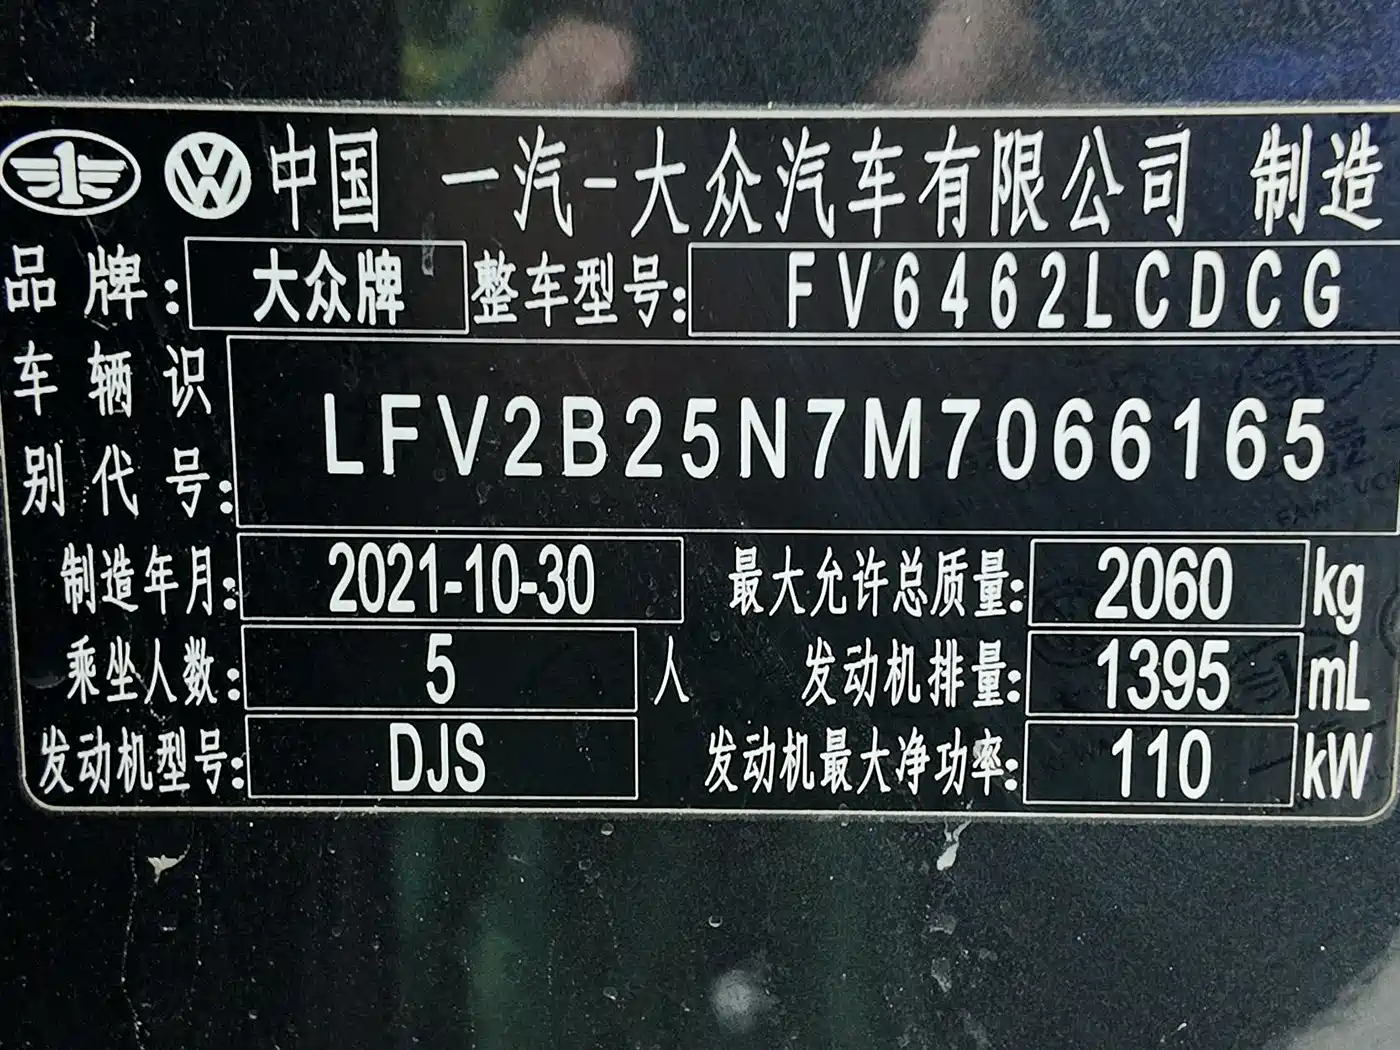 中国 一汽-大众汽车有限公司 制造
品牌: 大众牌 整车型号: FV6462LCDCG
车辆识
别代号: LFV2B25N7M7066165
制造年月: 2021-10-30 最大允许总质量: 2060 kg
乘坐人数: 5 人 发动机排量: 1395 mL
发动机型号: DJS 发动机最大净功率: 110 kW